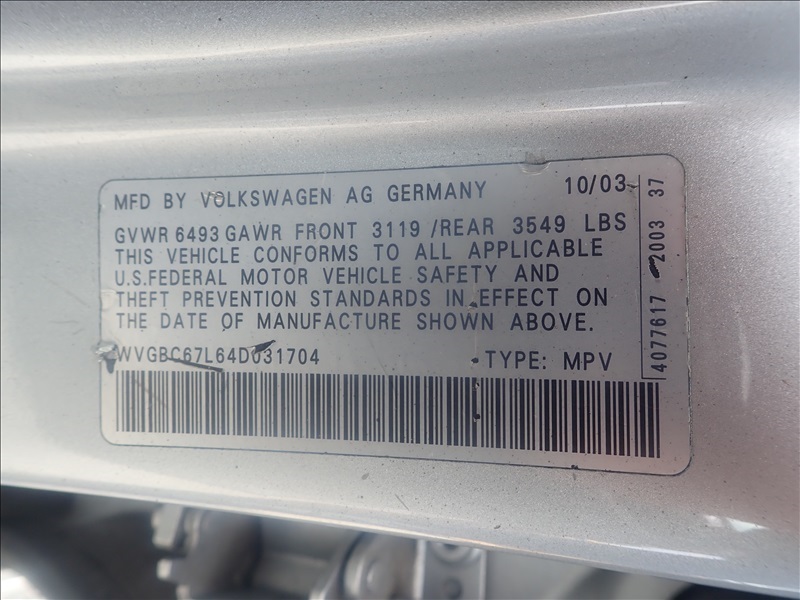 MFD BY VOLKSWAGEN AG GERMANY 10/03
GVWR 6493 GAWR FRONT 3119 /REAR 3549 LBS
THIS VEHICLE CONFORMS TO ALL APPLICABLE
U.S.FEDERAL MOTOR VEHICLE SAFETY AND
THEFT PREVENTION STANDARDS IN EFFECT ON
THE DATE OF MANUFACTURE SHOWN ABOVE.
WVGBC67L64D031704 TYPE: MPV
4077617 2003 37